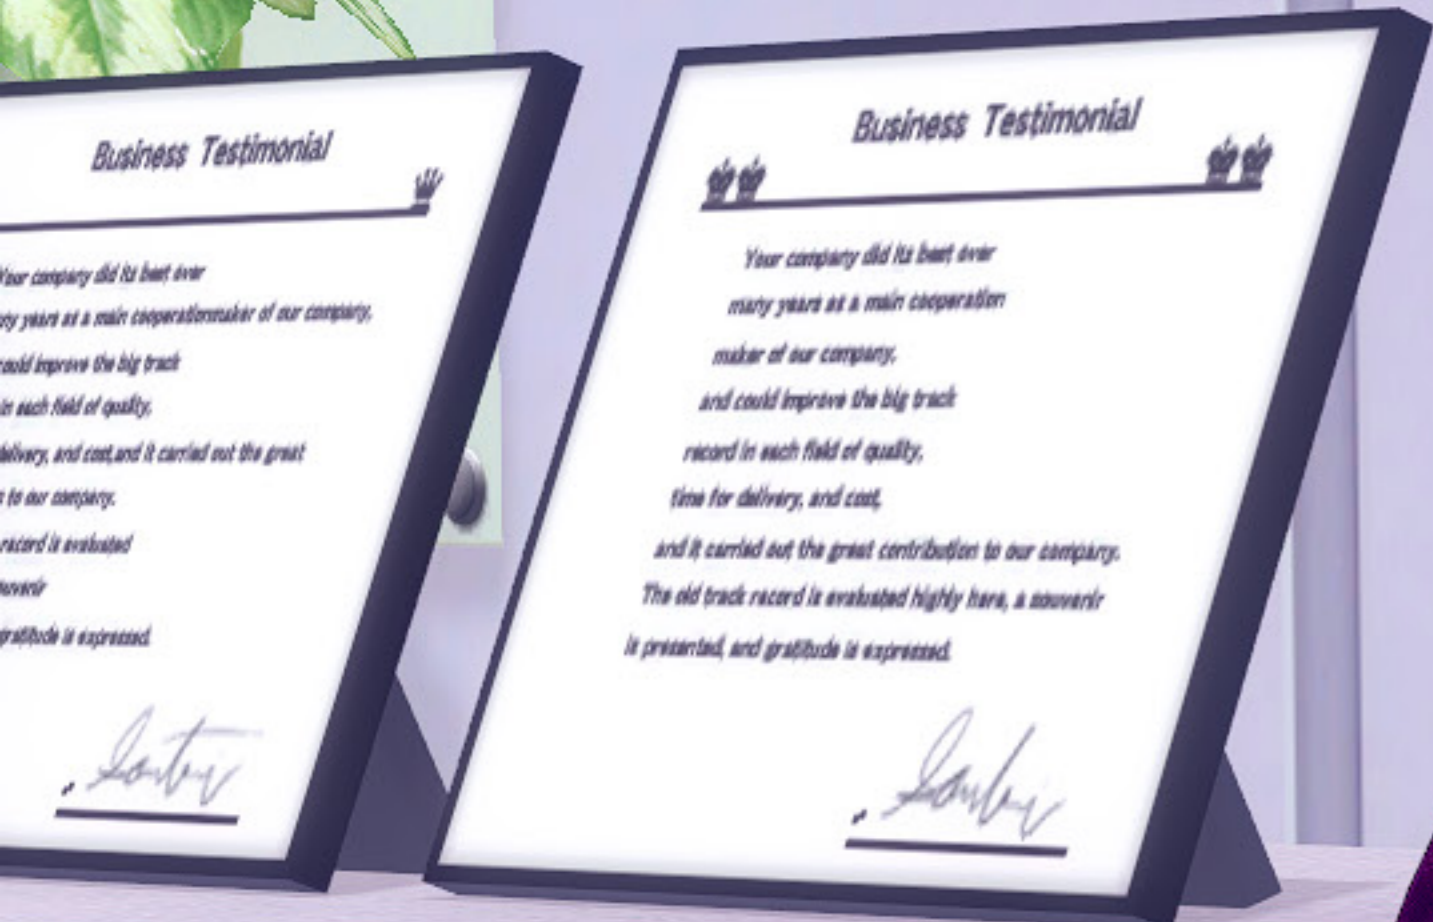 Business Testimonial
Your company did its best over
ny years as a main cooperationmaker of our company,
could improve the big track
in each field of quality,
delivery, and cost,and it carried out the great
to our company.
record is evaluated
souvenir
gratitude is expressed.
Business Testimonial
Your company did its best over
many years as a main cooperation
maker of our company,
and could improve the big track
record in each field of quality,
time for delivery, and cost,
and it carried out the great contribution to our company.
The old track record is evaluated highly here, a souvenir
is presented, and gratitude is expressed.